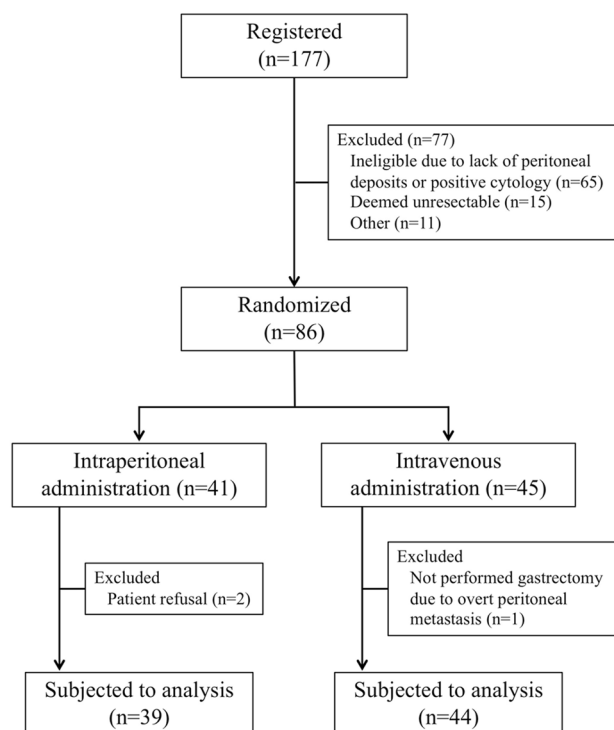 Registered
(n=177)
Excluded (n=77)
Ineligible due to lack of peritoneal
deposits or positive cytology (n=65)
Deemed unresectable (n=15)
Other (n=11)
Randomized
(n=86)
Intraperitoneal
administration (n=41)
Intravenous
administration (n=45)
Excluded
Patient refusal (n=2)
Excluded
Not performed gastrectomy
due to overt peritoneal
metastasis (n=1)
Subjected to analysis
(n=39)
Subjected to analysis
(n=44)